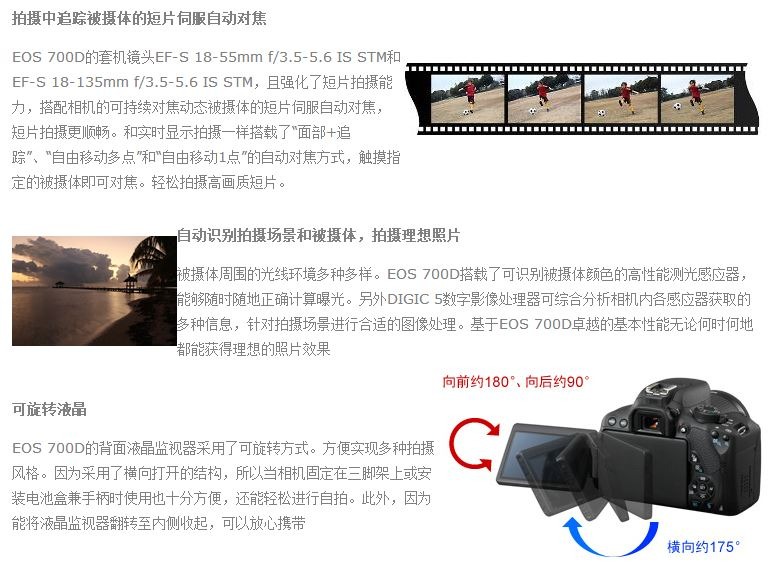 拍摄中追踪被摄体的短片伺服自动对焦
EOS 700D的套机镜头EF-S 18-55mm f/3.5-5.6 IS STM和
EF-S 18-135mm f/3.5-5.6 IS STM，且强化了短片拍摄能
力，搭配相机的可持续对焦动态被摄体的短片伺服自动对焦，
短片拍摄更顺畅。和实时显示拍摄一样搭载了“面部+追
踪”、“自由移动多点”和“自由移动1点”的自动对焦方式，触摸指
定的被摄体即可对焦。轻松拍摄高画质短片。
自动识别拍摄场景和被摄体，拍摄理想照片
被摄体周围的光线环境多种多样。EOS 700D搭载了可识别被摄体颜色的高性能测光感应器，
能够随时随地正确计算曝光。另外DIGIC 5数字影像处理器可综合分析相机内各感应器获取的
多种信息，针对拍摄场景进行合适的图像处理。基于EOS 700D卓越的基本性能无论何时何地
都能获得理想的照片效果
可旋转液晶
EOS 700D的背面液晶监视器采用了可旋转方式。方便实现多种拍摄
风格。因为采用了横向打开的结构，所以当相机固定在三脚架上或安
装电池盒兼手柄时使用也十分方便，还能轻松进行自拍。此外，因为
能将液晶监视器翻转至内侧收起，可以放心携带
向前约180°、向后约90°
横向约175°